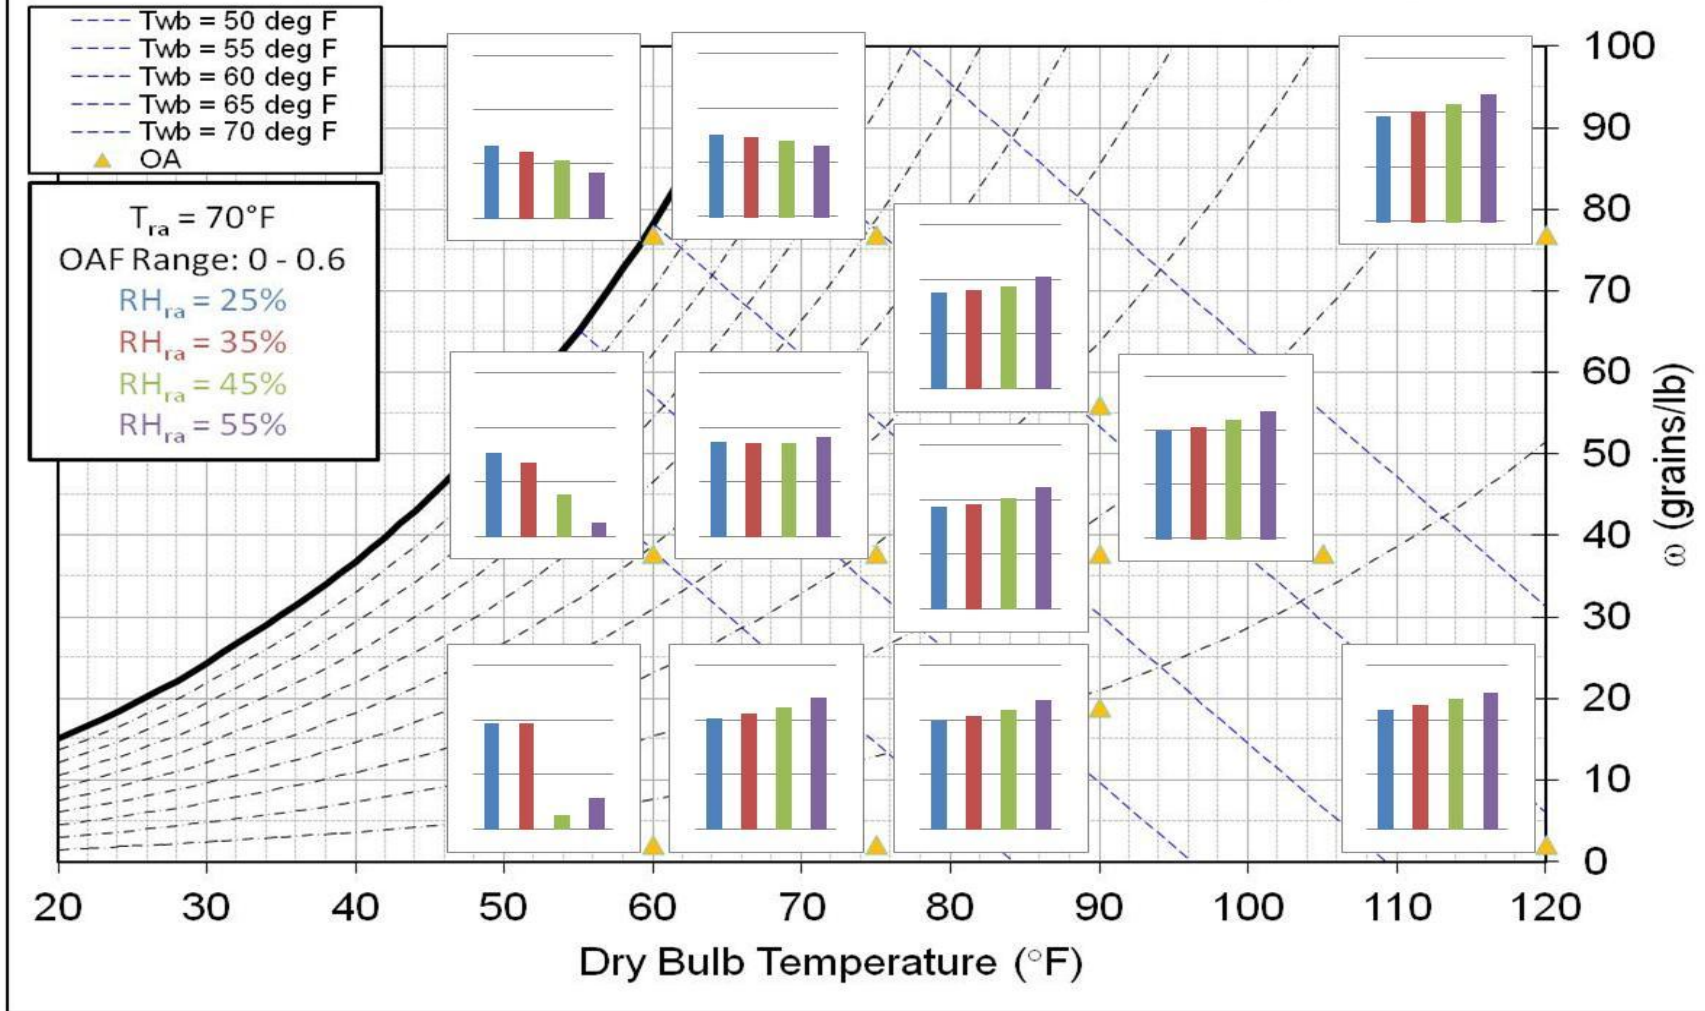 Twb = 50 deg F
Twb = 55 deg F
Twb = 60 deg F
Twb = 65 deg F
Twb = 70 deg F
OA
Tra = 70°F
OAF Range: 0 - 0.6
RHra = 25%
RHra = 35%
RHra = 45%
RHra = 55%
100
90
80
70
60
50
40
30
20
10
0
ω (grains/lb)
20 30 40 50 60 70 80 90 100 110 120
Dry Bulb Temperature (°F)